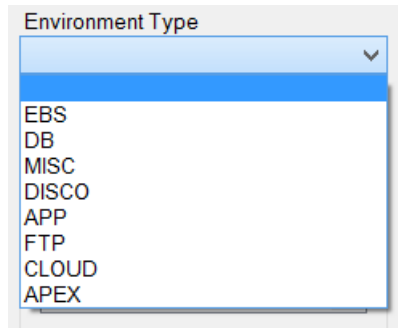 Environment Type
EBS
DB
MISC
DISCO
APP
FTP
CLOUD
APEX